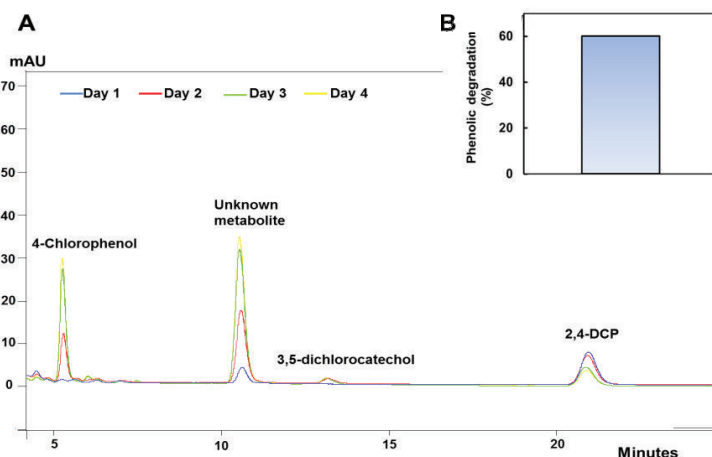 A
B
mAU
Day 1
Day 2
Day 3
Day 4
70
60
50
40
30
20
10
0
4-Chlorophenol
Unknown
metabolite
3,5-dichlorocatechol
2,4-DCP
5
10
15
20
Minutes
Phenolic degradation
(%)
60
40
20
0